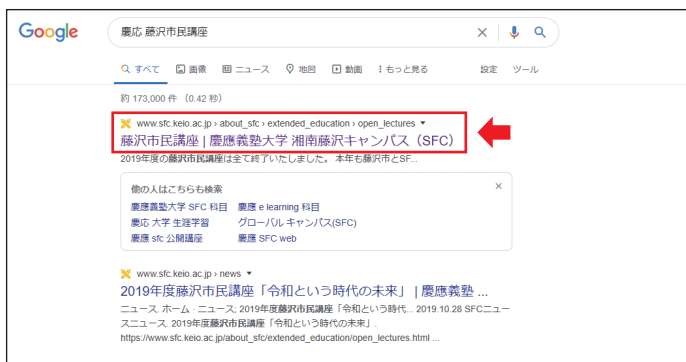 Google
慶応 藤沢市民講座
すべて 画像 ニュース 地図 動画 もっと見る 設定 ツール
約 173,000 件 （0.42 秒）
www.sfc.keio.ac.jp › about_sfc › extended_education › open_lectures
藤沢市民講座 | 慶應義塾大学 湘南藤沢キャンパス（SFC）
2019年度の藤沢市民講座は全て終了いたしました。 本年も藤沢市とSF...
他の人はこちらも検索
慶應義塾大学 SFC 科目 慶應 e learning 科目
慶応 大学 生涯学習 グローバル キャンパス(SFC)
慶應 sfc 公開講座 慶應 SFC web
www.sfc.keio.ac.jp › news
2019年度藤沢市民講座「令和という時代の未来」 | 慶應義塾 ...
ニュース. ホーム · ニュース; 2019年度藤沢市民講座「令和という時代の... 2019.10.28 SFCニュー
スニュース. 2019年度藤沢市民講座「令和という時代の未来」.
https://www.sfc.keio.ac.jp/about_sfc/extended_education/open_lectures.html ...